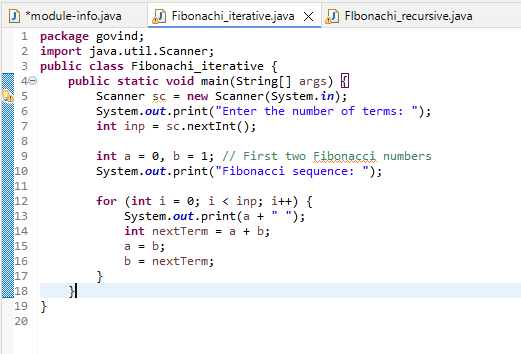 *module-info.java Fibonachi_iterative.java FIbonachi_recursive.java
1 package govind;
2 import java.util.Scanner;
3 public class Fibonachi_iterative {
4 public static void main(String[] args) {
5 Scanner sc = new Scanner(System.in);
6 System.out.print("Enter the number of terms: ");
7 int inp = sc.nextInt();
8
9 int a = 0, b = 1; // First two Fibonacci numbers
10 System.out.print("Fibonacci sequence: ");
11
12 for (int i = 0; i < inp; i++) {
13 System.out.print(a + " ");
14 int nextTerm = a + b;
15 a = b;
16 b = nextTerm;
17 }
18 }
19 }
20